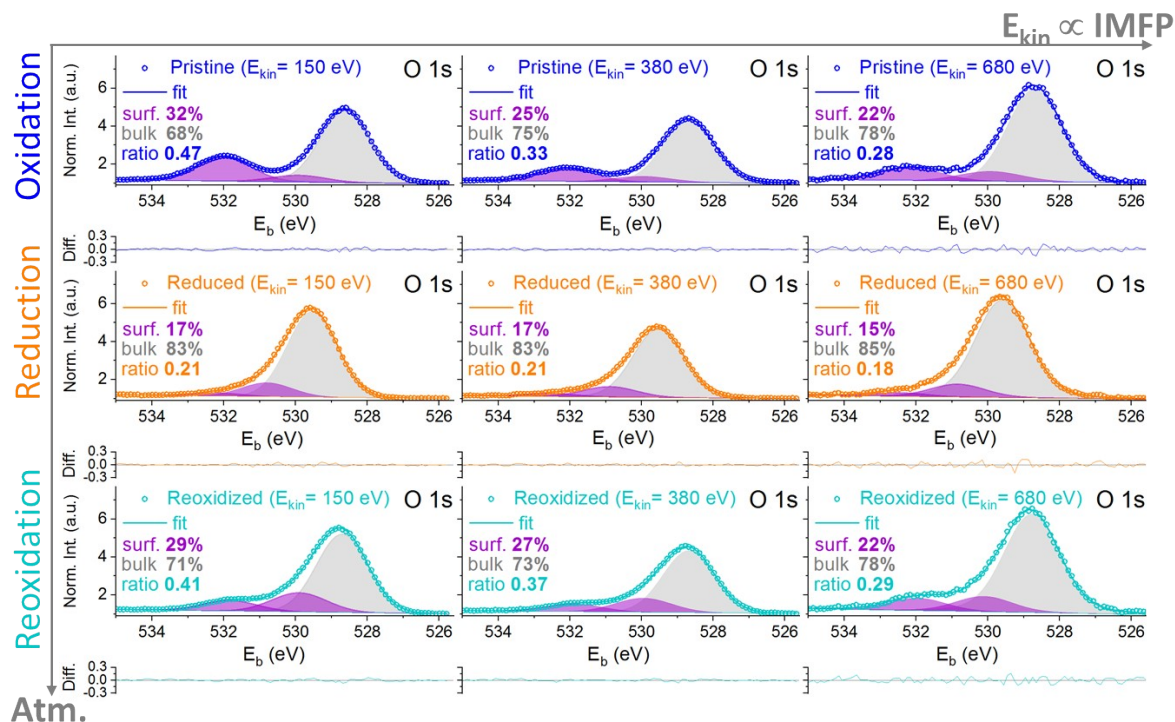 E_kin ∝ IMFP
Oxidation
Norm. Int. (a.u.)
6
4
2
Pristine (E_kin= 150 eV)
O 1s
fit
surf. 32%
bulk 68%
ratio 0.47
534 532 530 528 526
E_b (eV)
Pristine (E_kin= 380 eV)
O 1s
fit
surf. 25%
bulk 75%
ratio 0.33
534 532 530 528 526
E_b (eV)
Pristine (E_kin= 680 eV)
O 1s
fit
surf. 22%
bulk 78%
ratio 0.28
534 532 530 528 526
E_b (eV)
Diff.
0.3
0.0
-0.3
Reduction
Norm. Int. (a.u.)
6
4
2
Reduced (E_kin= 150 eV)
O 1s
fit
surf. 17%
bulk 83%
ratio 0.21
534 532 530 528 526
E_b (eV)
Reduced (E_kin= 380 eV)
O 1s
fit
surf. 17%
bulk 83%
ratio 0.21
534 532 530 528 526
E_b (eV)
Reduced (E_kin= 680 eV)
O 1s
fit
surf. 15%
bulk 85%
ratio 0.18
534 532 530 528 526
E_b (eV)
Diff.
0.3
0.0
-0.3
Reoxidation
Norm. Int. (a.u.)
6
4
2
Reoxidized (E_kin= 150 eV)
O 1s
fit
surf. 29%
bulk 71%
ratio 0.41
534 532 530 528 526
E_b (eV)
Reoxidized (E_kin= 380 eV)
O 1s
fit
surf. 27%
bulk 73%
ratio 0.37
534 532 530 528 526
E_b (eV)
Reoxidized (E_kin= 680 eV)
O 1s
fit
surf. 22%
bulk 78%
ratio 0.29
534 532 530 528 526
E_b (eV)
Diff.
0.3
0.0
-0.3
Atm.